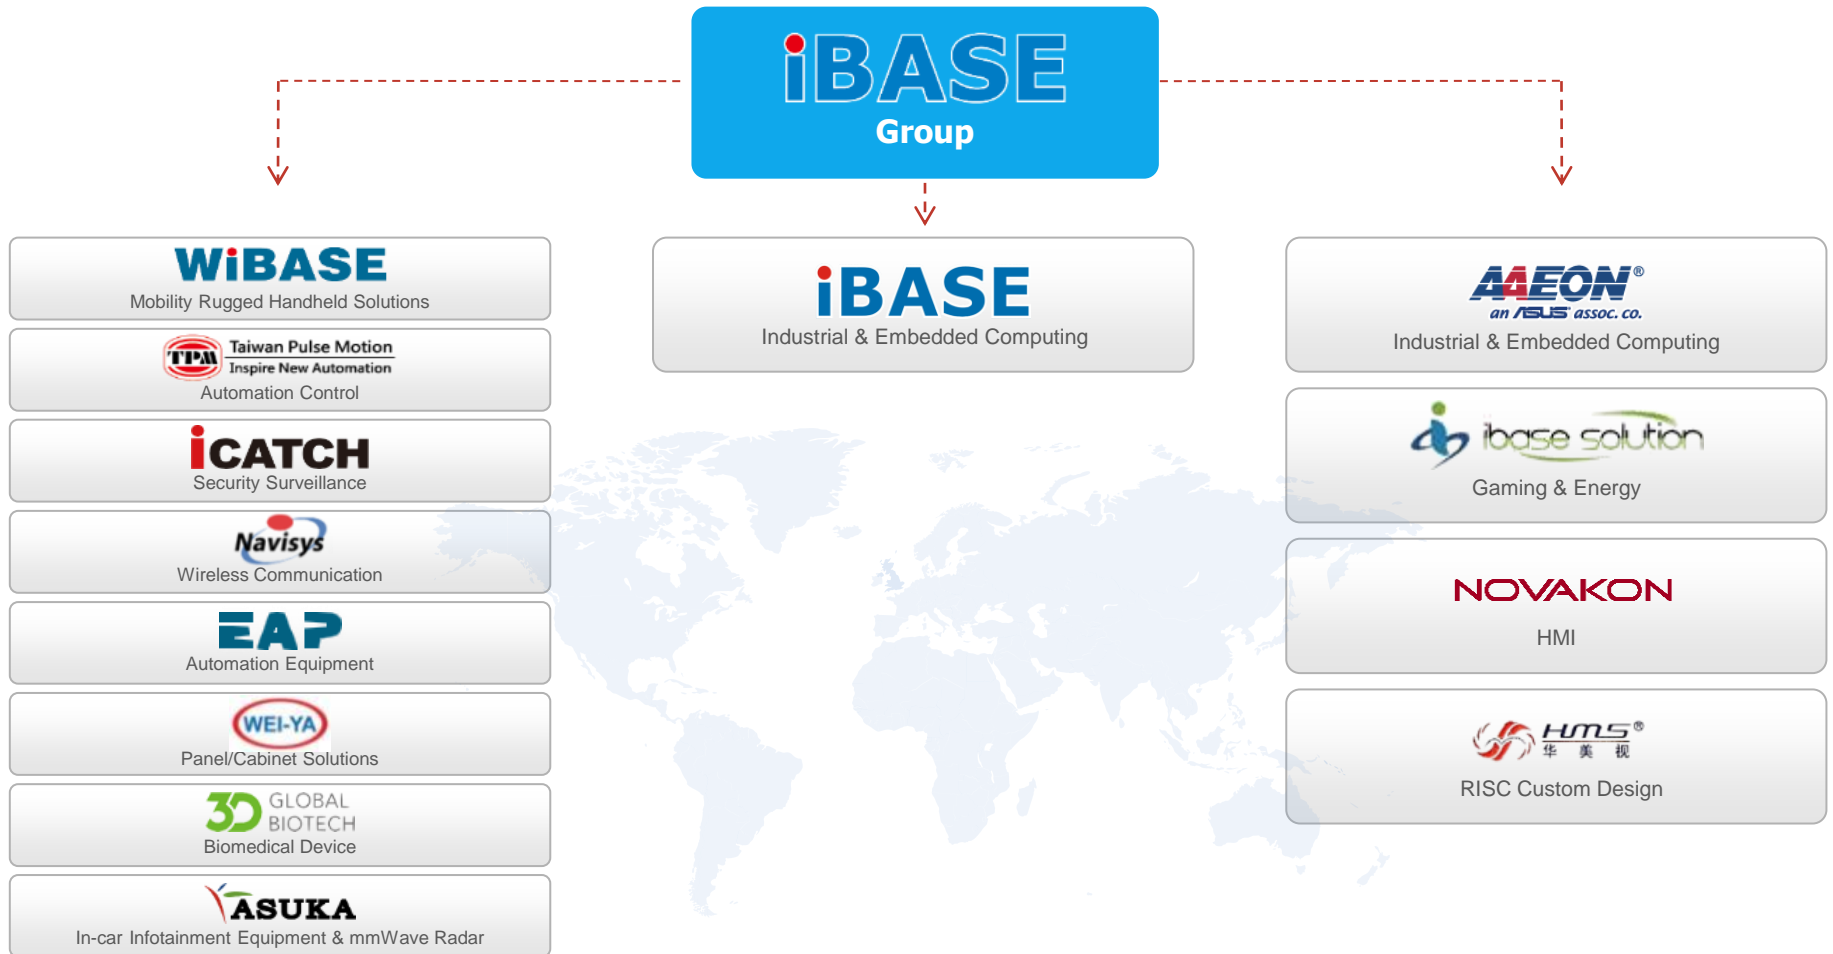 iBASE
Group
WiBASE
Mobility Rugged Handheld Solutions
TPM
Taiwan Pulse Motion
Inspire New Automation
Automation Control
iCATCH
Security Surveillance
Navisys
Wireless Communication
EAP
Automation Equipment
WEI-YA
Panel/Cabinet Solutions
3D GLOBAL
BIOTECH
Biomedical Device
ASUKA
In-car Infotainment Equipment & mmWave Radar
iBASE
Industrial & Embedded Computing
AAEON®
an ASUS assoc. co.
Industrial & Embedded Computing
ibase solution
Gaming & Energy
NOVAKON
HMI
HMS®
华美视
RISC Custom Design